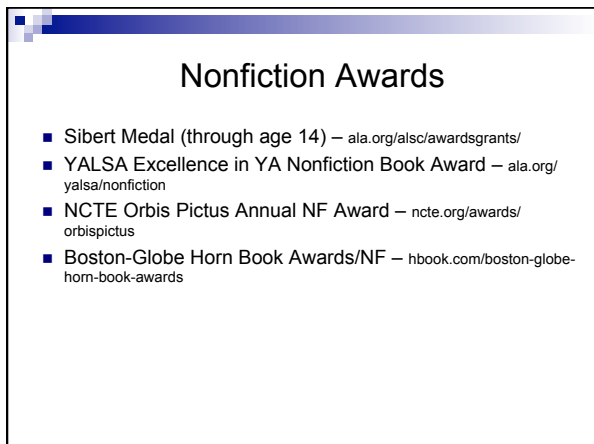 Nonfiction Awards
Sibert Medal (through age 14) – ala.org/alsc/awardsgrants/
YALSA Excellence in YA Nonfiction Book Award – ala.org/
yalsa/nonfiction
NCTE Orbis Pictus Annual NF Award – ncte.org/awards/
orbispictus
Boston-Globe Horn Book Awards/NF – hbook.com/boston-globe-
horn-book-awards